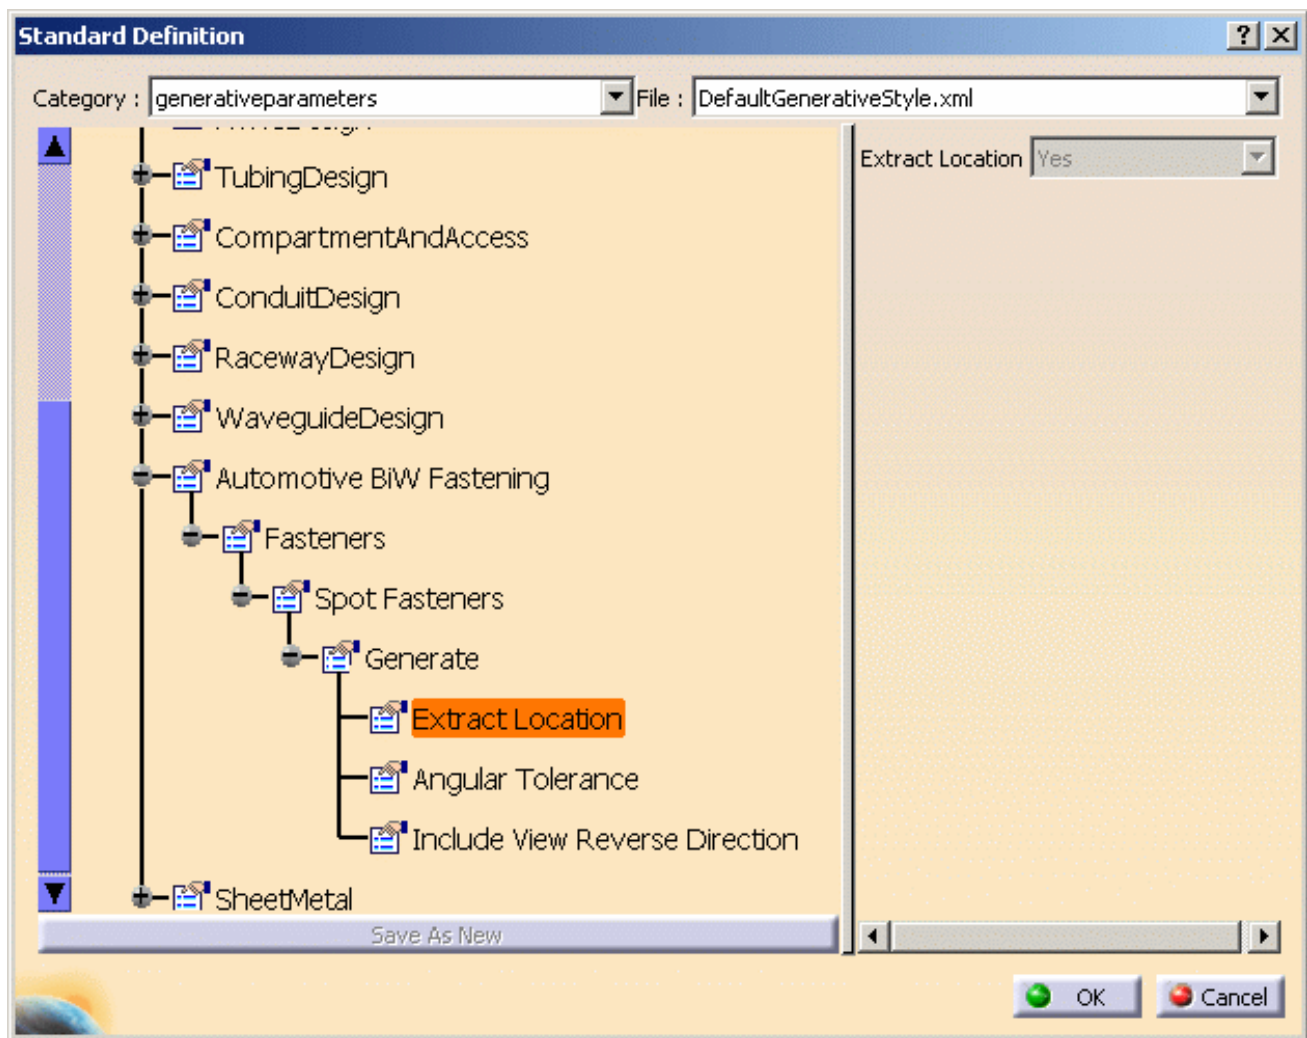 Standard Definition
Category : generativeparameters File : DefaultGenerativeStyle.xml
Extract Location Yes
TubingDesign
CompartmentAndAccess
ConduitDesign
RacewayDesign
WaveguideDesign
Automotive BiW Fastening
Fasteners
Spot Fasteners
Generate
Extract Location
Angular Tolerance
Include View Reverse Direction
SheetMetal
Save As New
OK Cancel